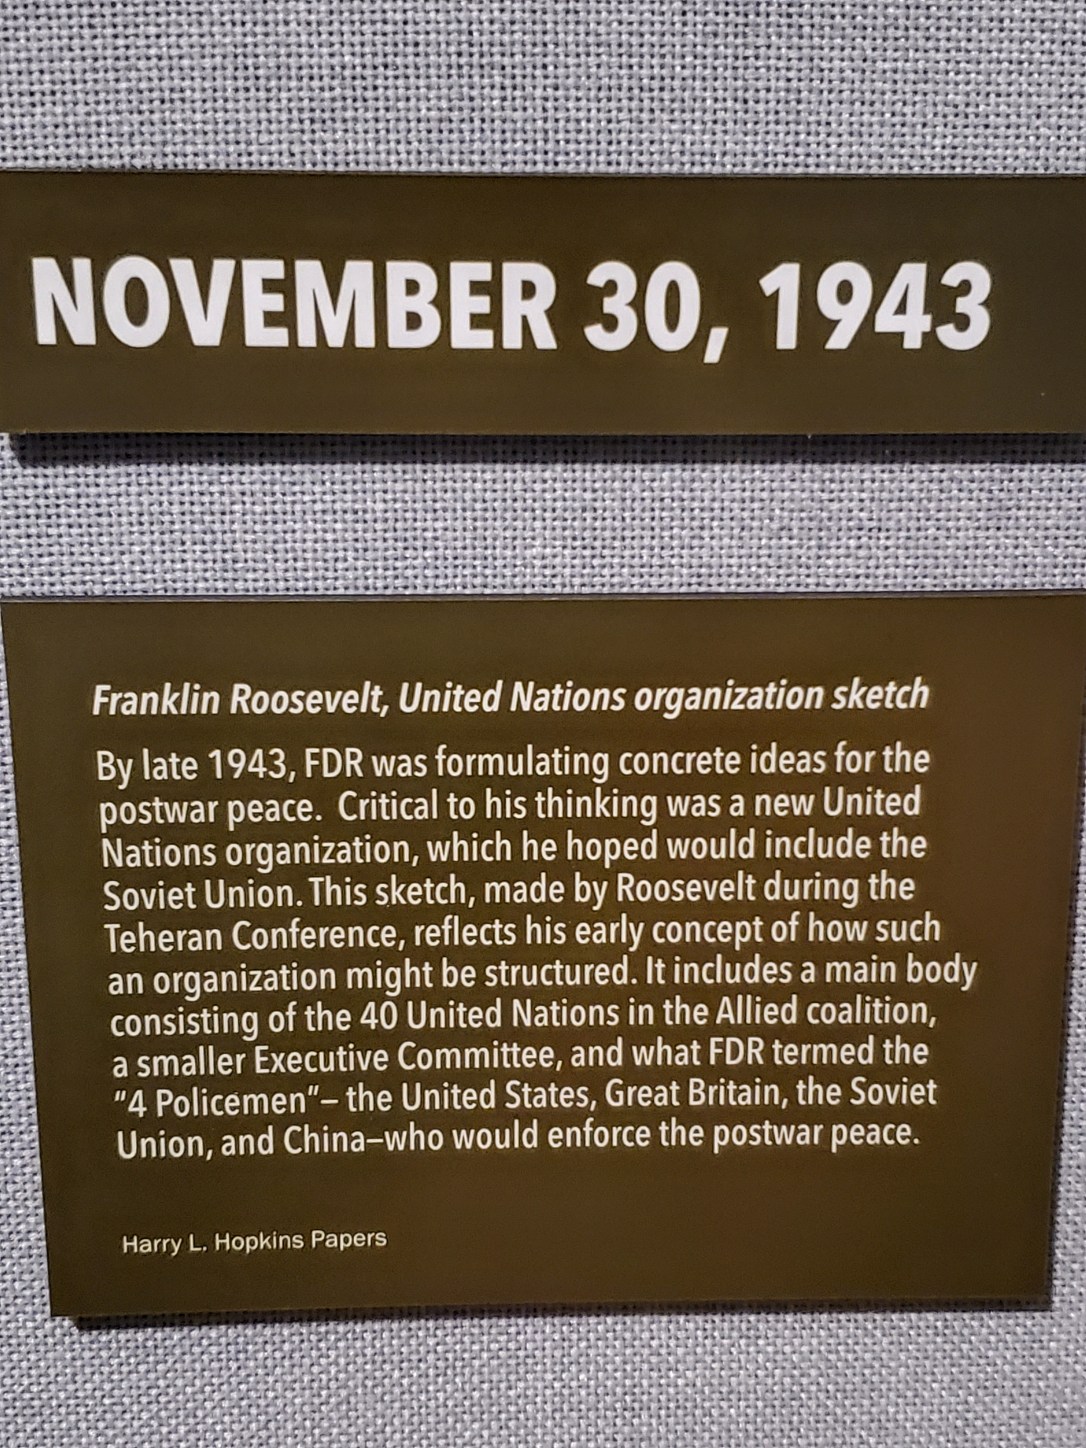 NOVEMBER 30, 1943
Franklin Roosevelt, United Nations organization sketch
By late 1943, FDR was formulating concrete ideas for the
postwar peace.  Critical to his thinking was a new United
Nations organization, which he hoped would include the
Soviet Union. This sketch, made by Roosevelt during the
Teheran Conference, reflects his early concept of how such
an organization might be structured. It includes a main body
consisting of the 40 United Nations in the Allied coalition,
a smaller Executive Committee, and what FDR termed the
"4 Policemen"– the United States, Great Britain, the Soviet
Union, and China–who would enforce the postwar peace.
Harry L. Hopkins Papers